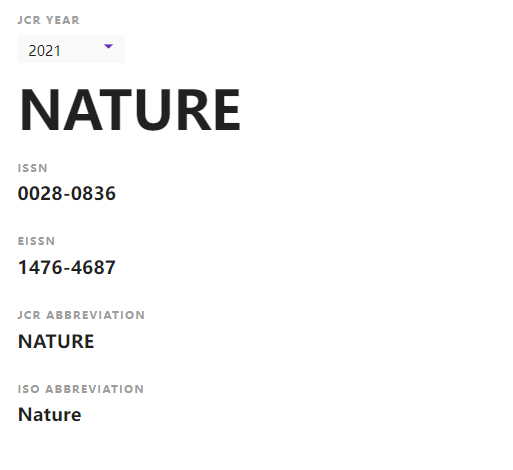 JCR YEAR
2021
NATURE
ISSN
0028-0836
EISSN
1476-4687
JCR ABBREVIATION
NATURE
ISO ABBREVIATION
Nature